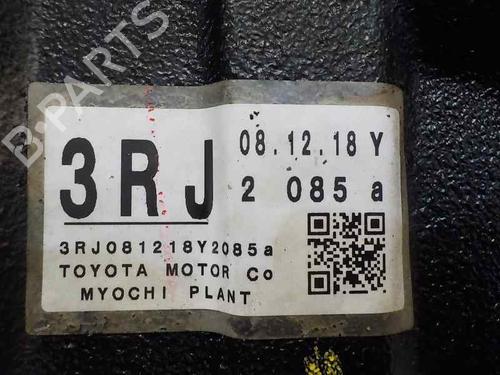 B-PARTS
3RJ
08.12.18 Y
2 085 a
3RJ081218Y2085a
TOYOTA MOTOR Co
MYOCHI PLANT